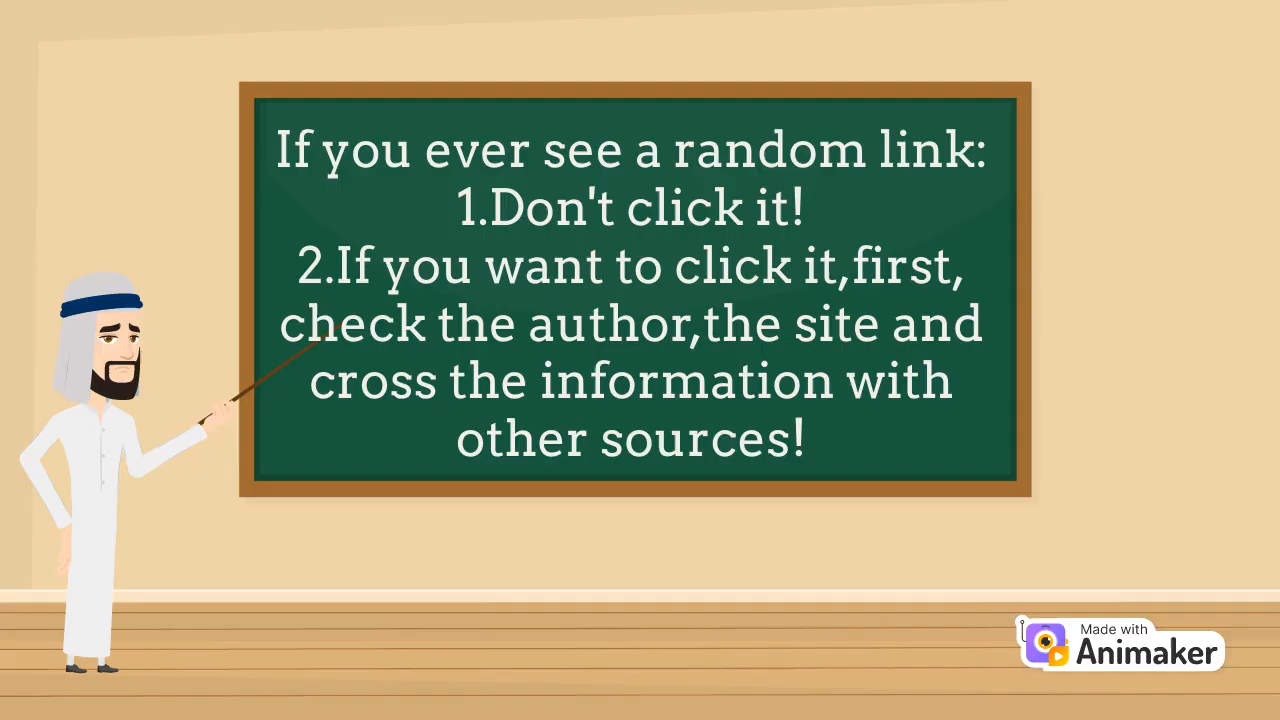 If you ever see a random link:
1.Don't click it!
2.If you want to click it,first,
check the author,the site and
cross the information with
other sources!
Made with
Animaker